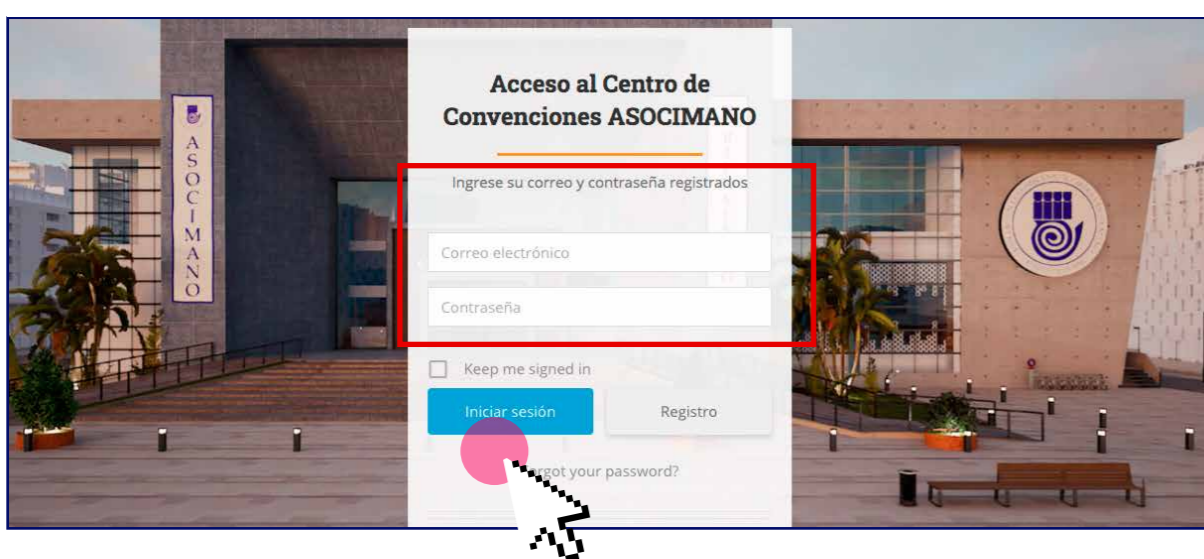 Acceso al Centro de
Convenciones ASOCIMANO
ASOCIMANO
Ingrese su correo y contraseña registrados
Correo electrónico
Contraseña
Keep me signed in
Iniciar sesión
Registro
your password?